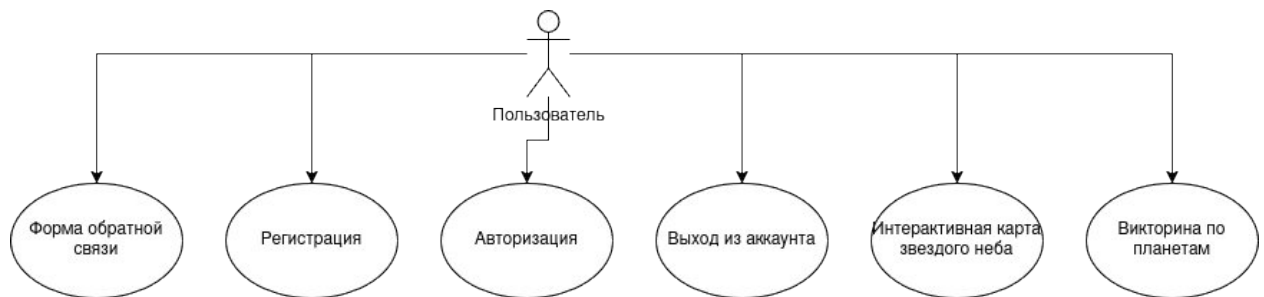 Пользователь
Форма обратной
связи
Регистрация
Авторизация
Выход из аккаунта
Интерактивная карта
звездого неба
Викторина по
планетам